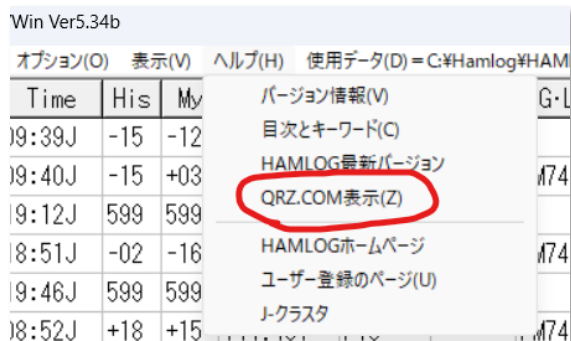 Win Ver5.34b
オプション(O) 表示(V) ヘルプ(H) 使用データ(D)=C:¥Hamlog¥HAM
Time His My バージョン情報(V) G・L
09:39J -15 -12 目次とキーワード(C)
09:40J -15 +03 HAMLOG最新バージョン M74
19:12J 599 599 QRZ.COM表示(Z)
18:51J -02 -16 HAMLOGホームページ M74
19:46J 599 599 ユーザー登録のページ(U)
08:52J +18 +15 J-クラスタ M74